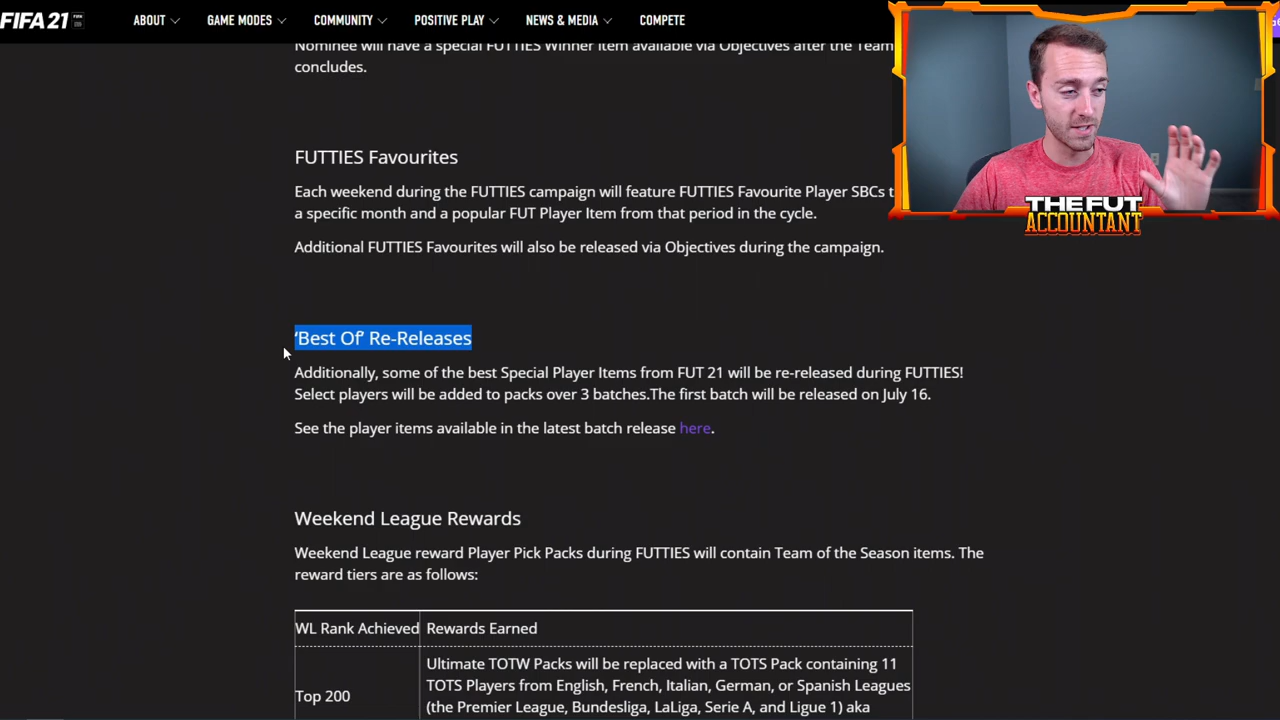 FIFA 21
ABOUT
GAME MODES
COMMUNITY
POSITIVE PLAY
NEWS & MEDIA
COMPETE
Nominee will have a special FUTTIES Winner item available via Objectives after the Team
concludes.
FUTTIES Favourites
Each weekend during the FUTTIES campaign will feature FUTTIES Favourite Player SBCs
a specific month and a popular FUT Player Item from that period in the cycle.
Additional FUTTIES Favourites will also be released via Objectives during the campaign.
THE FUT
ACCOUNTANT
‘Best Of’ Re-Releases
Additionally, some of the best Special Player Items from FUT 21 will be re-released during FUTTIES!
Select players will be added to packs over 3 batches.The first batch will be released on July 16.
See the player items available in the latest batch release here.
Weekend League Rewards
Weekend League reward Player Pick Packs during FUTTIES will contain Team of the Season items. The
reward tiers are as follows:
WL Rank Achieved
Rewards Earned
Top 200
Ultimate TOTW Packs will be replaced with a TOTS Pack containing 11
TOTS Players from English, French, Italian, German, or Spanish Leagues
(the Premier League, Bundesliga, LaLiga, Serie A, and Ligue 1) aka